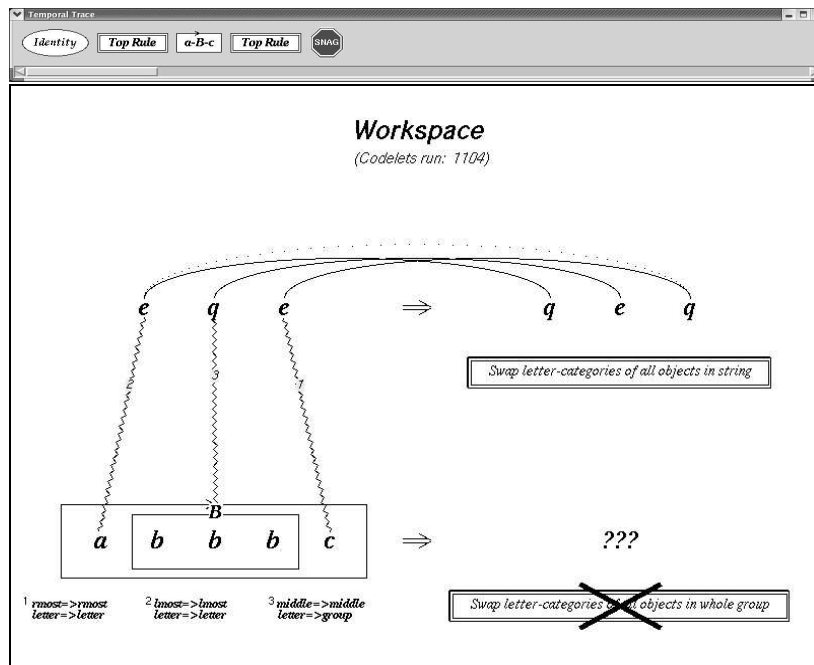 Temporal Trace
Identity Top Rule a-B-c Top Rule SNAG
Workspace
(Codelets run: 1104)
e q e ⇒ q e q
2 3 1
Swap letter-categories of all objects in string
B
a b b b c ⇒ ???
1 rmost=>rmost 2 lmost=>lmost 3 middle=>middle
letter=>letter letter=>letter letter=>group
Swap letter-categories of all objects in whole group